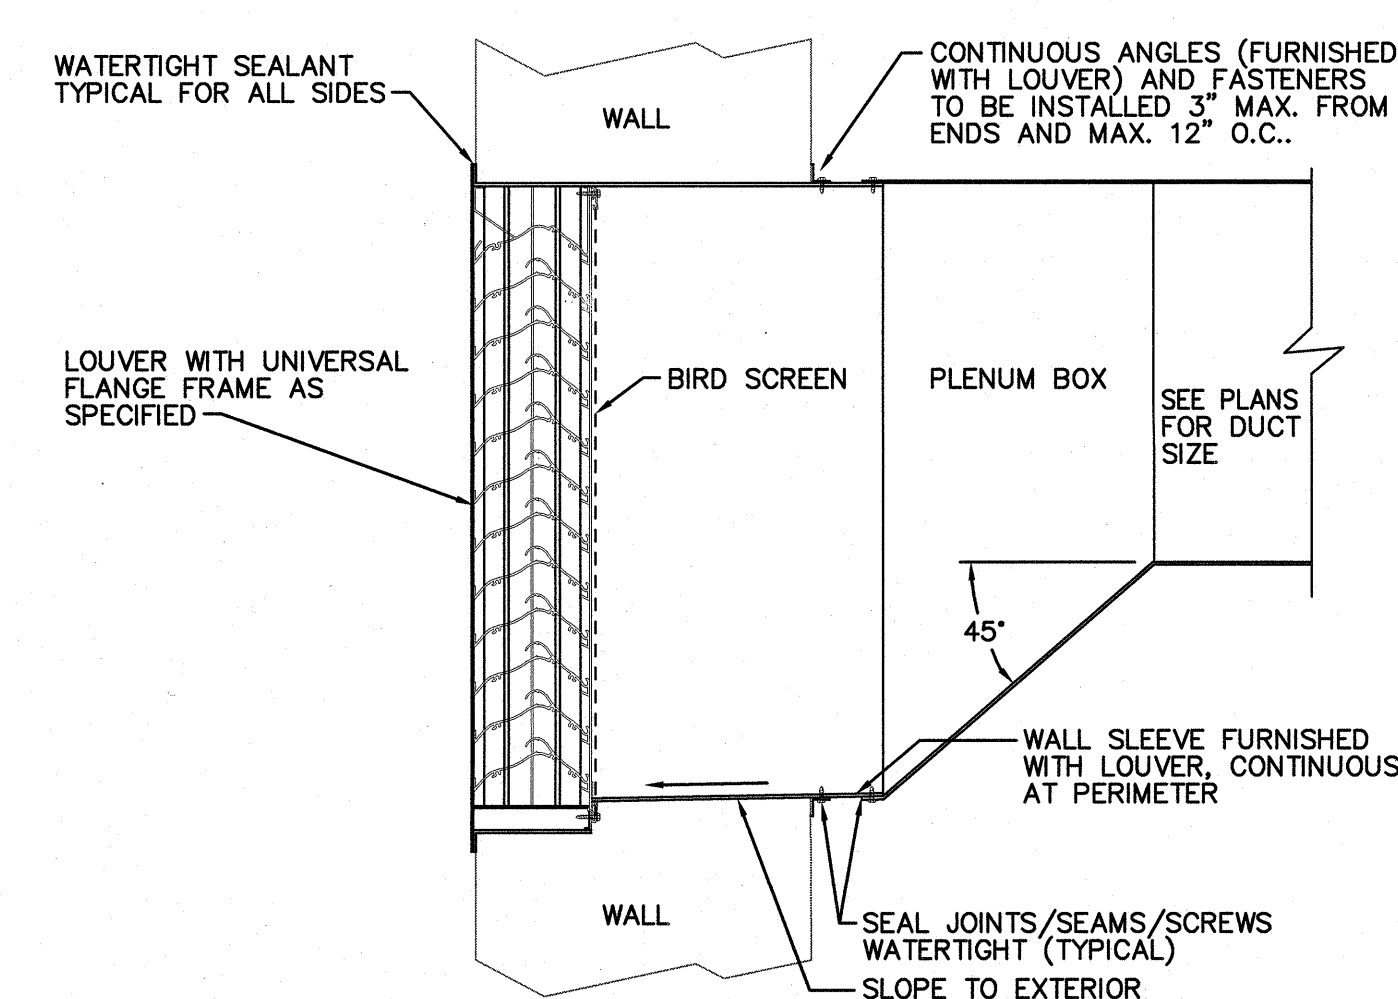 WATERTIGHT SEALANT
TYPICAL FOR ALL SIDES
WALL
CONTINUOUS ANGLES (FURNISHED
WITH LOUVER) AND FASTENERS
TO BE INSTALLED 3" MAX. FROM
ENDS AND MAX. 12" O.C..
LOUVER WITH UNIVERSAL
FLANGE FRAME AS
SPECIFIED
BIRD SCREEN
PLENUM BOX
SEE PLANS
FOR DUCT
SIZE
45°
WALL SLEEVE FURNISHED
WITH LOUVER, CONTINUOUS
AT PERIMETER
WALL
SEAL JOINTS/SEAMS/SCREWS
WATERTIGHT (TYPICAL)
SLOPE TO EXTERIOR